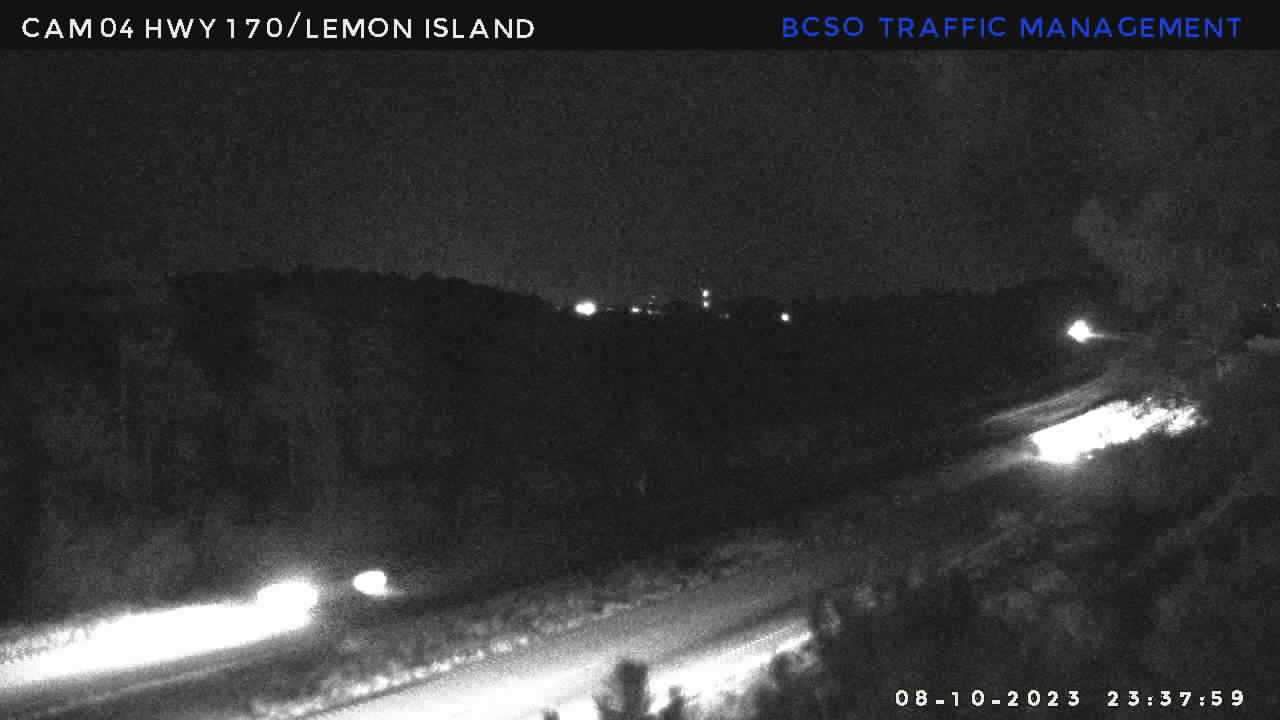 CAM04 HWY 170/LEMON ISLAND
BCSO TRAFFIC MANAGEMENT
08-10-2023 23:37:59